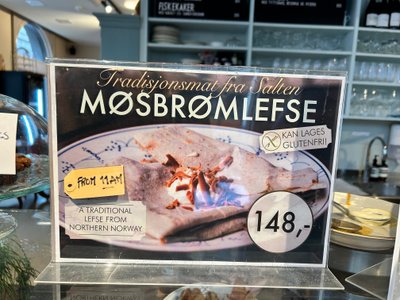 FISKEKAKER
Tradisjonsmat fra Salten
MØSBRØMLEFSE
KAN LAGES
GLUTENFRI!
FROM 11AM
A TRADITIONAL
LEFSE FROM
NORTHERN NORWAY
148,-